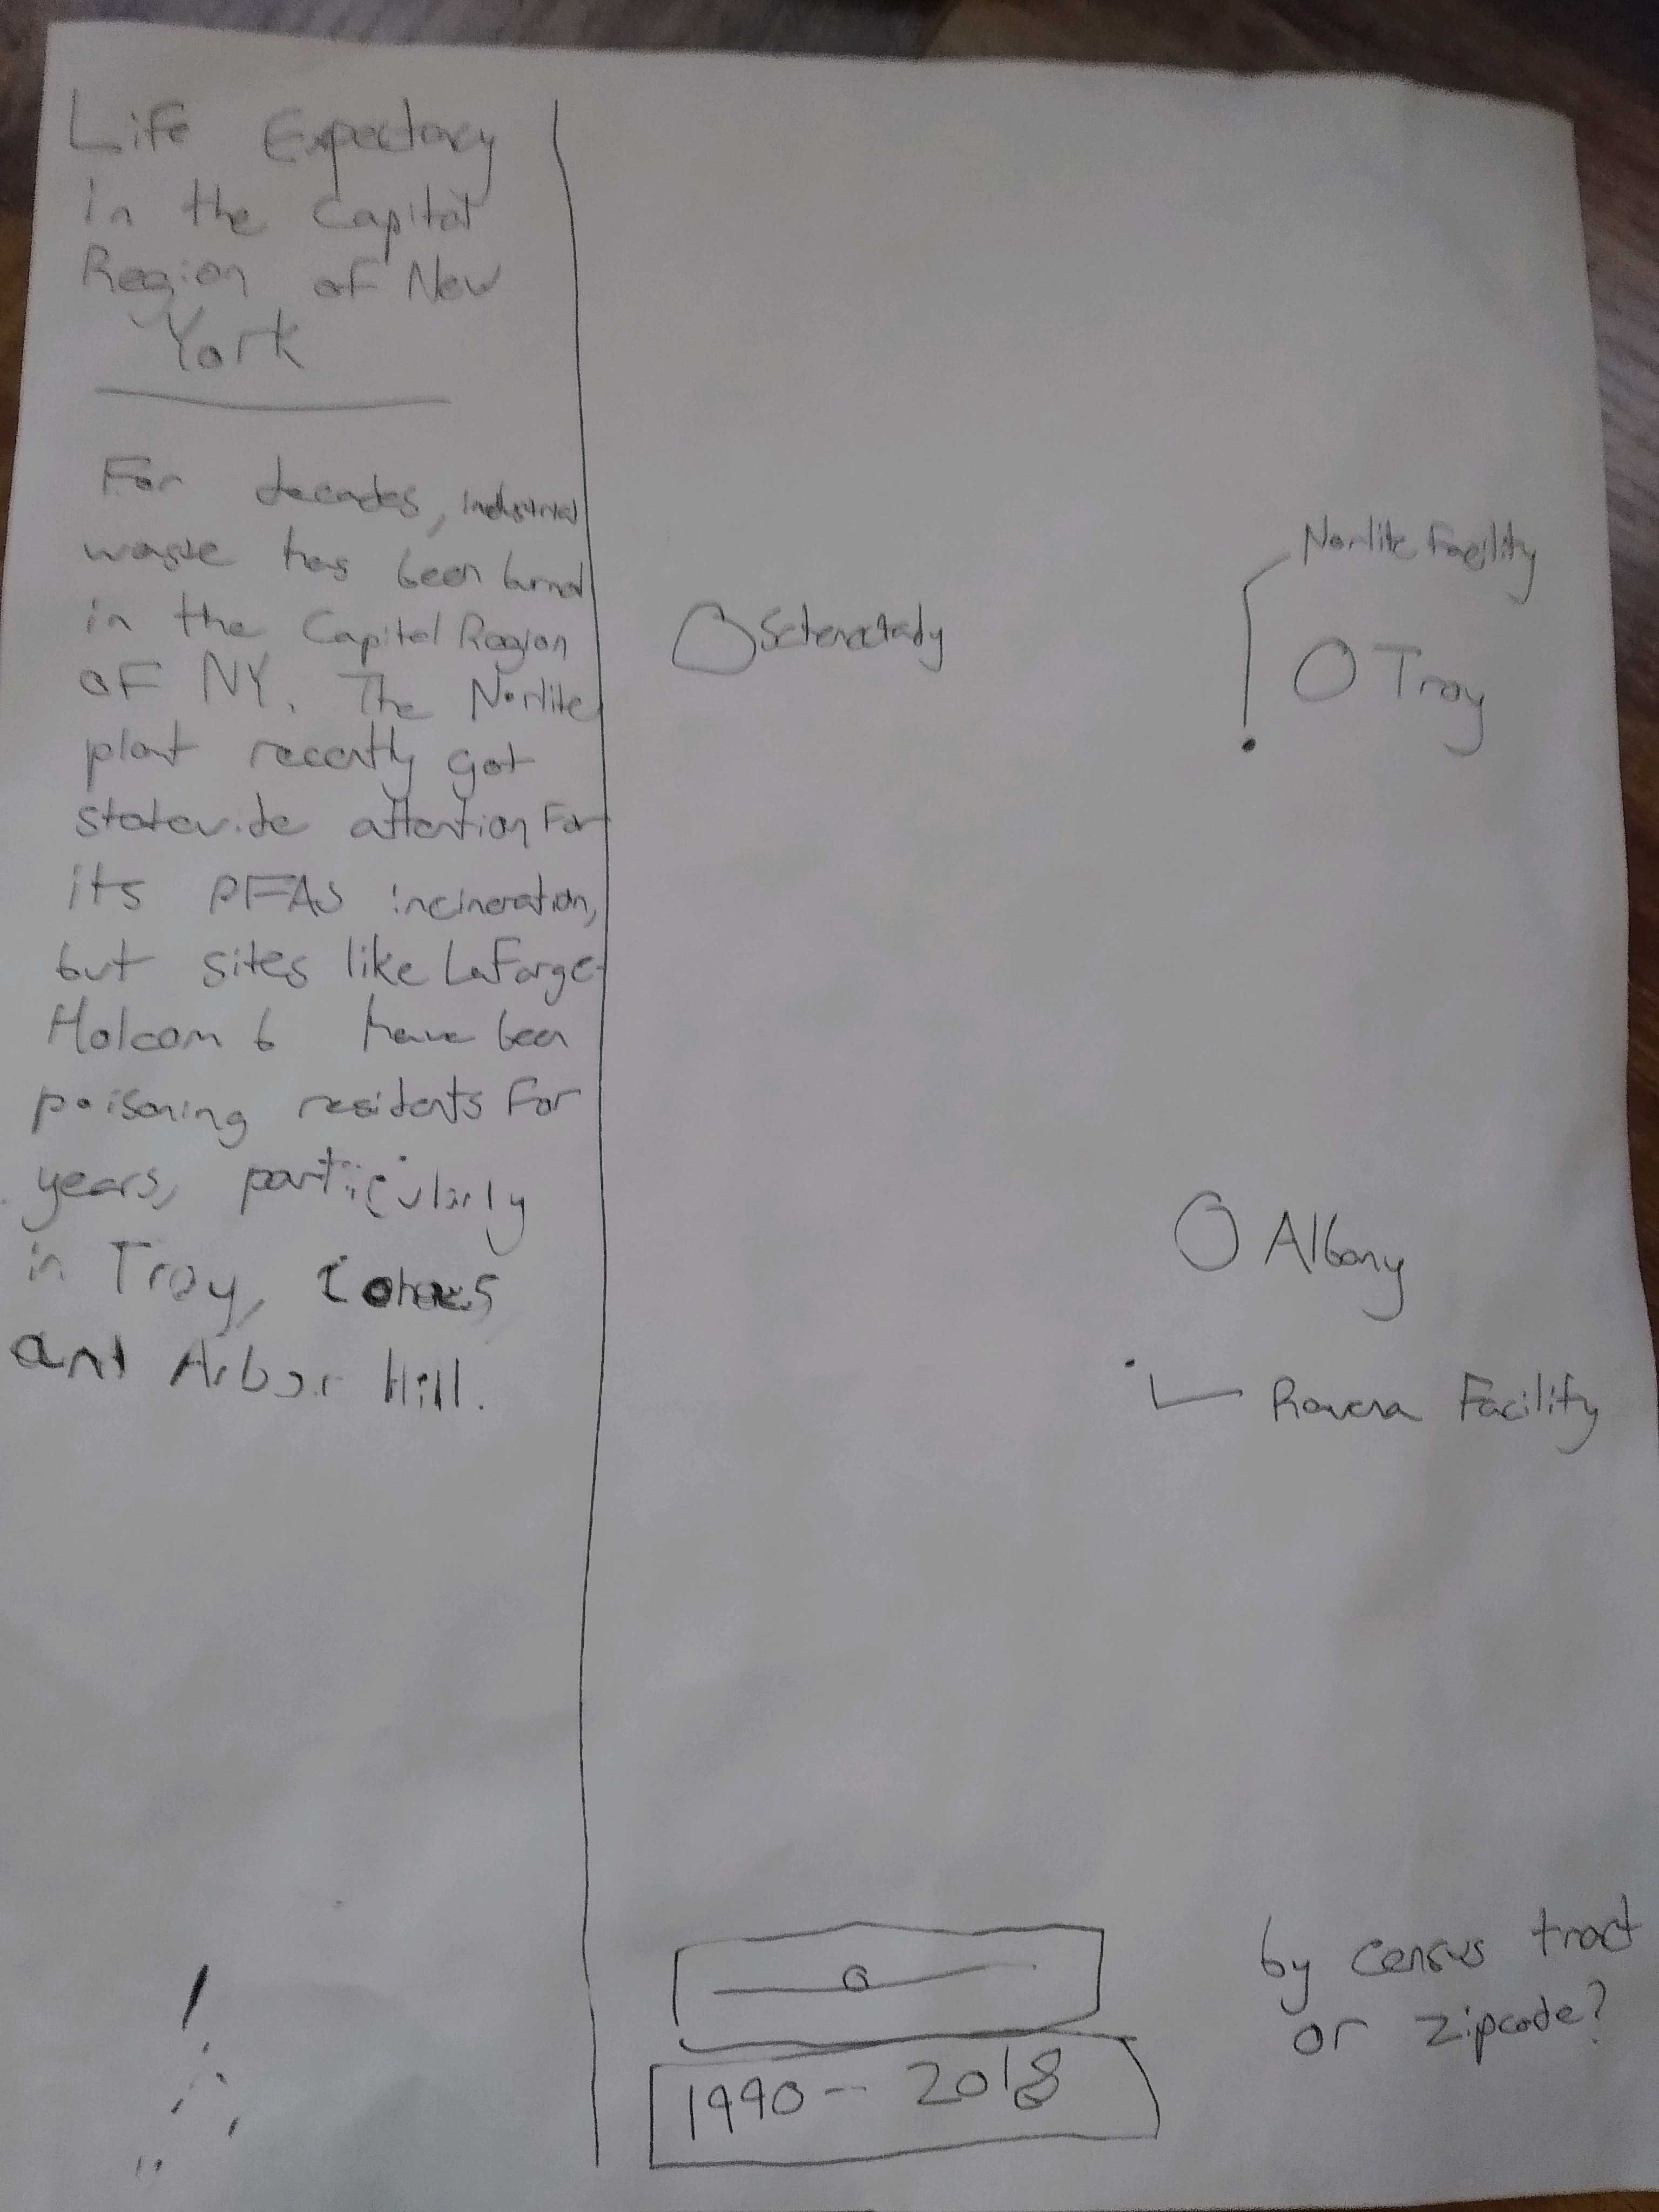 Life Expectancy
in the Capital
Region of New
York
For decades, industrial
waste has been burned
in the Capital Region
of NY. The Norlite
plant recently got
statewide attention for
its PFAS incineration,
but sites like LaFarge-
Holcom b have been
poisoning residents for
years, particularly
in Troy, Cohoes
and Arbor Hill.
Norlite Facility
Schenectady
Troy
Albany
Ravena Facility
by census tract
or zipcode?
1990 -- 2018